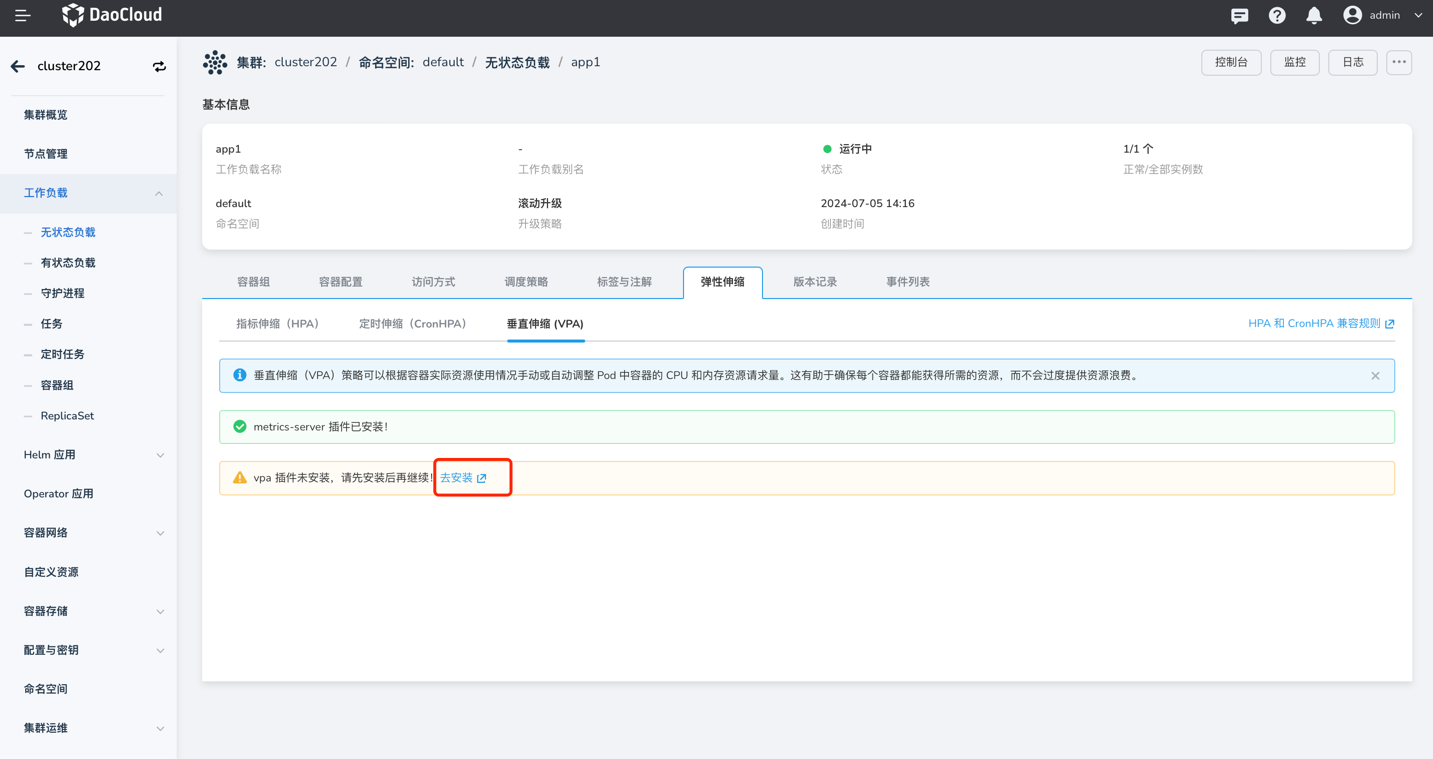 DaoCloud
admin
cluster202
集群: cluster202 / 命名空间: default / 无状态负载 / app1
控制台
监控
日志
集群概览
节点管理
工作负载
无状态负载
有状态负载
守护进程
任务
定时任务
容器组
ReplicaSet
Helm 应用
Operator 应用
容器网络
自定义资源
容器存储
配置与密钥
命名空间
集群运维
基本信息
app1
工作负载名称
-
工作负载别名
运行中
状态
1/1 个
正常/全部实例数
default
命名空间
滚动升级
升级策略
2024-07-05 14:16
创建时间
容器组
容器配置
访问方式
调度策略
标签与注解
弹性伸缩
版本记录
事件列表
指标伸缩（HPA）
定时伸缩（CronHPA）
垂直伸缩 (VPA)
HPA 和 CronHPA 兼容规则
垂直伸缩（VPA）策略可以根据容器实际资源使用情况手动或自动调整 Pod 中容器的 CPU 和内存资源请求量。这有助于确保每个容器都能获得所需的资源，而不会过度提供资源浪费。
metrics-server 插件已安装！
vpa 插件未安装，请先安装后再继续！去安装